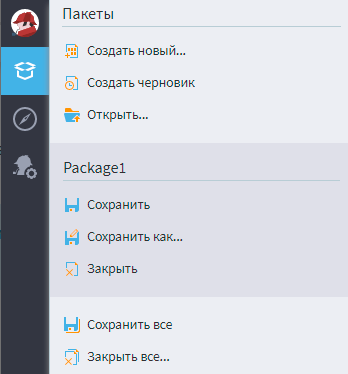 Пакеты
Создать новый...
Создать черновик
Открыть...
Package1
Сохранить
Сохранить как...
Закрыть
Сохранить все
Закрыть все...